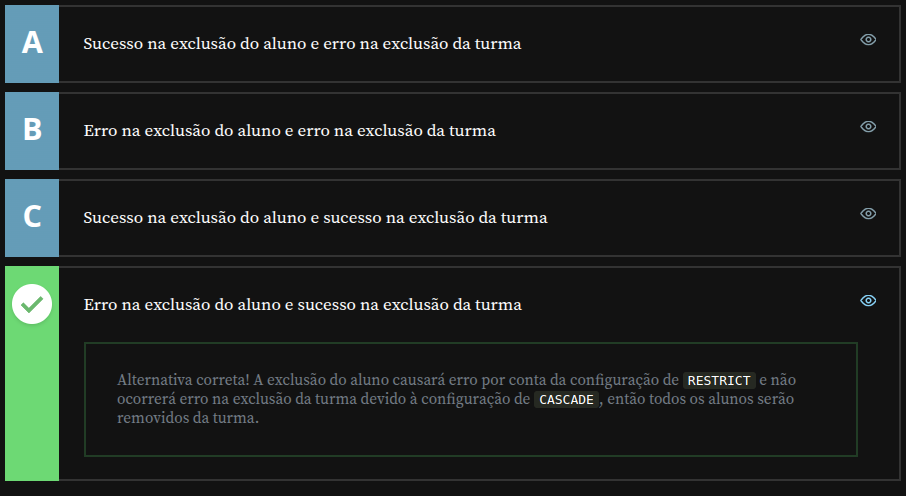 A
Sucesso na exclusão do aluno e erro na exclusão da turma
B
Erro na exclusão do aluno e erro na exclusão da turma
C
Sucesso na exclusão do aluno e sucesso na exclusão da turma
Erro na exclusão do aluno e sucesso na exclusão da turma
Alternativa correta! A exclusão do aluno causará erro por conta da configuração de RESTRICT e não
ocorrerá erro na exclusão da turma devido à configuração de CASCADE, então todos os alunos serão
removidos da turma.